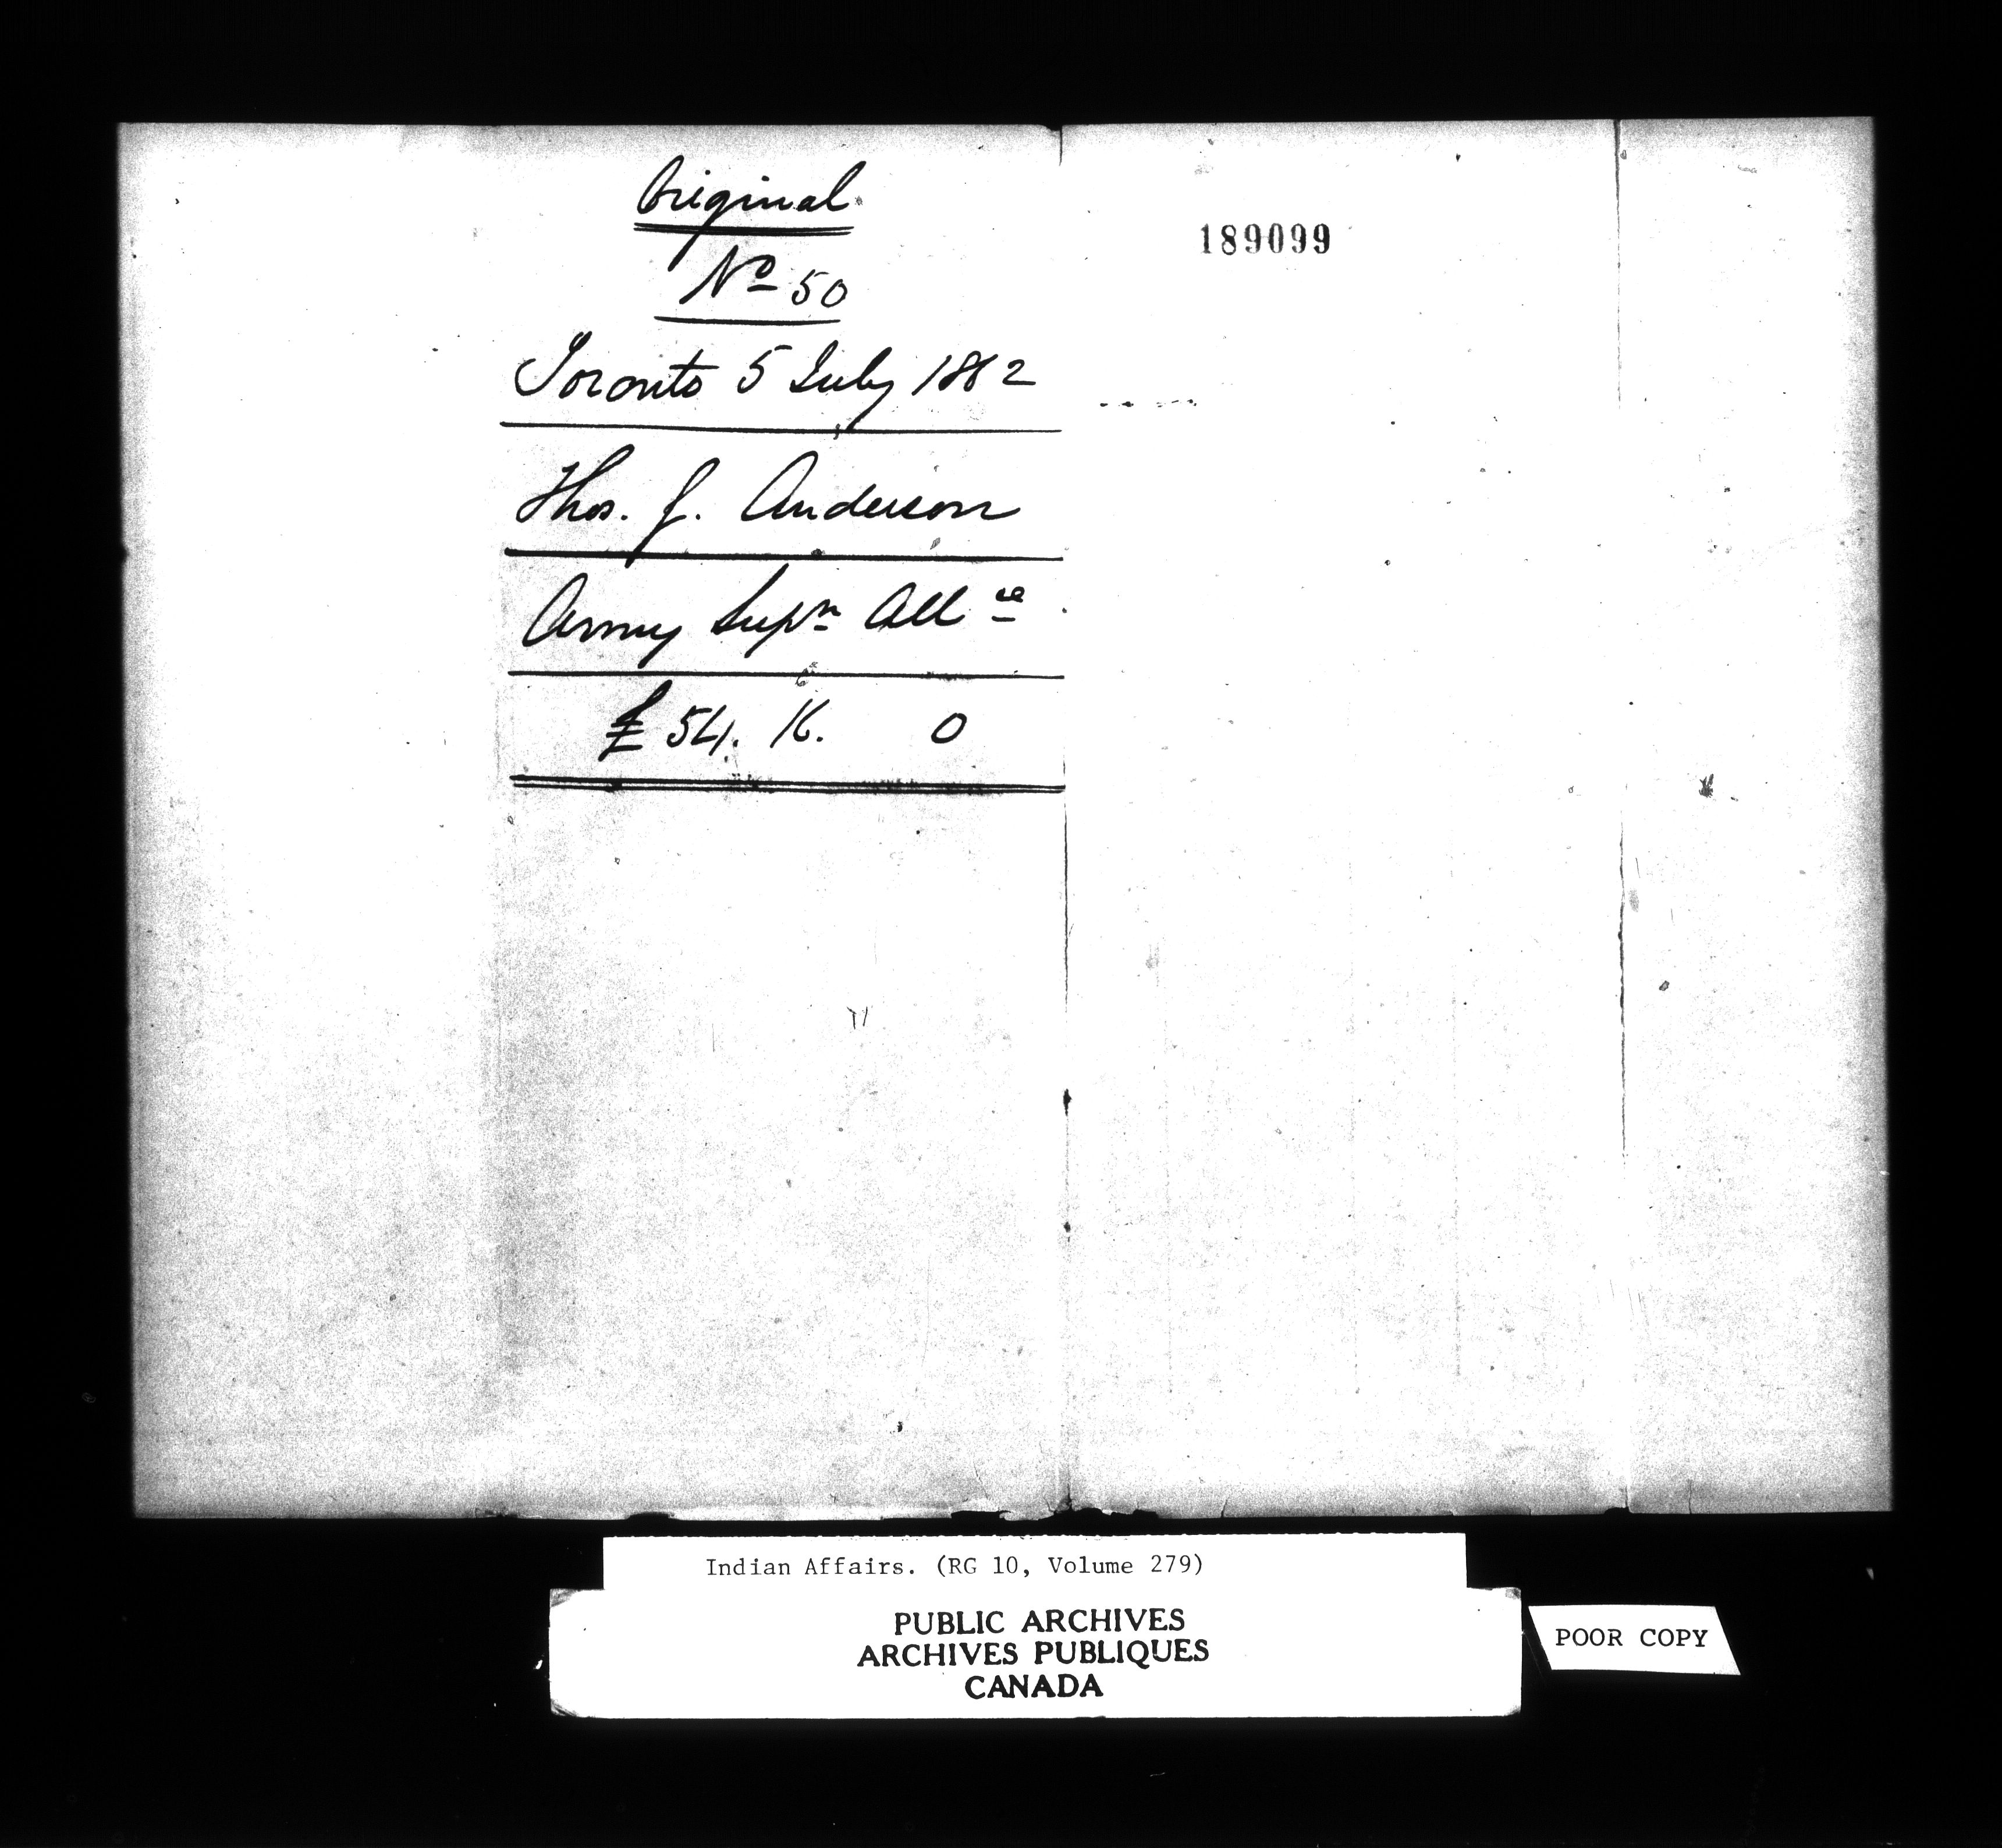 Original
189099
No 50
Toronto 5 July 1862
Thos. G. Anderson
Army Supn Allce
£ 54. 16. 0
Indian Affairs. (RG 10, Volume 279)
PUBLIC ARCHIVES
ARCHIVES PUBLIQUES
CANADA
POOR COPY